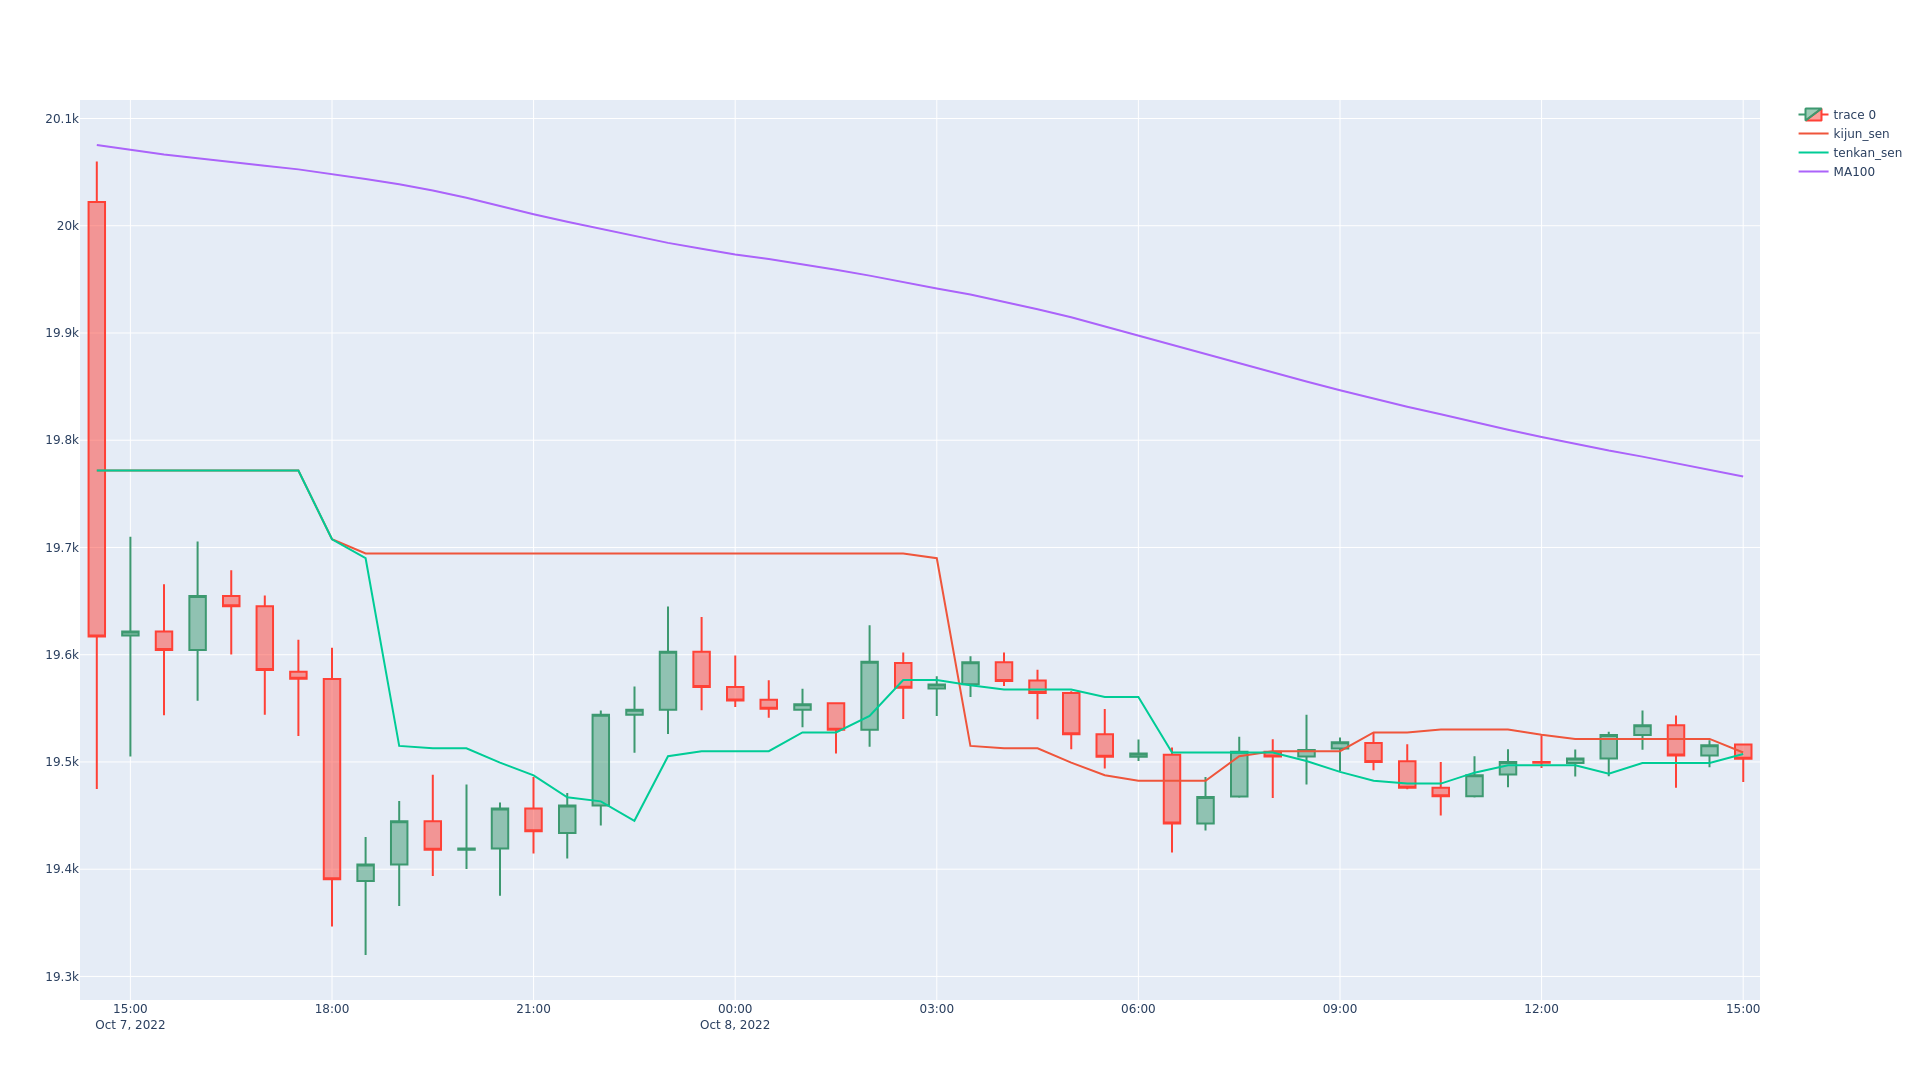 20.1k
20k
19.9k
19.8k
19.7k
19.6k
19.5k
19.4k
19.3k
15:00 18:00 21:00 00:00 03:00 06:00 09:00 12:00 15:00
Oct 7, 2022 Oct 8, 2022
trace 0
kijun_sen
tenkan_sen
MA100